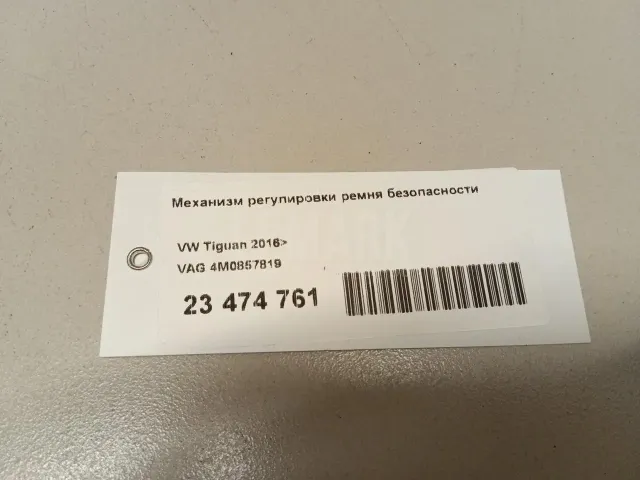 Механизм регулировки ремня безопасности
VW Tiguan 2016>
VAG 4M0857819
23 474 761